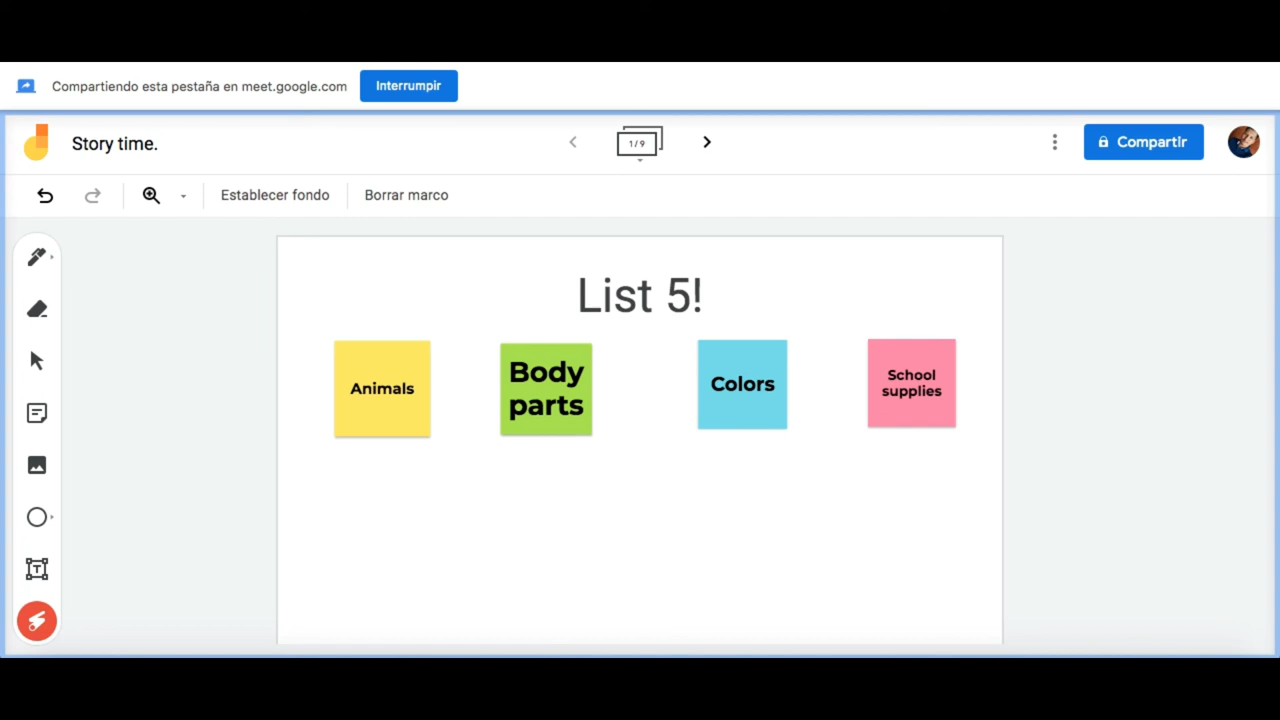 Compartiendo esta pestaña en meet.google.com Interrumpir
Story time. 1/9 Compartir
Establecer fondo Borrar marco
List 5!
Animals
Body
parts
Colors
School
supplies
T